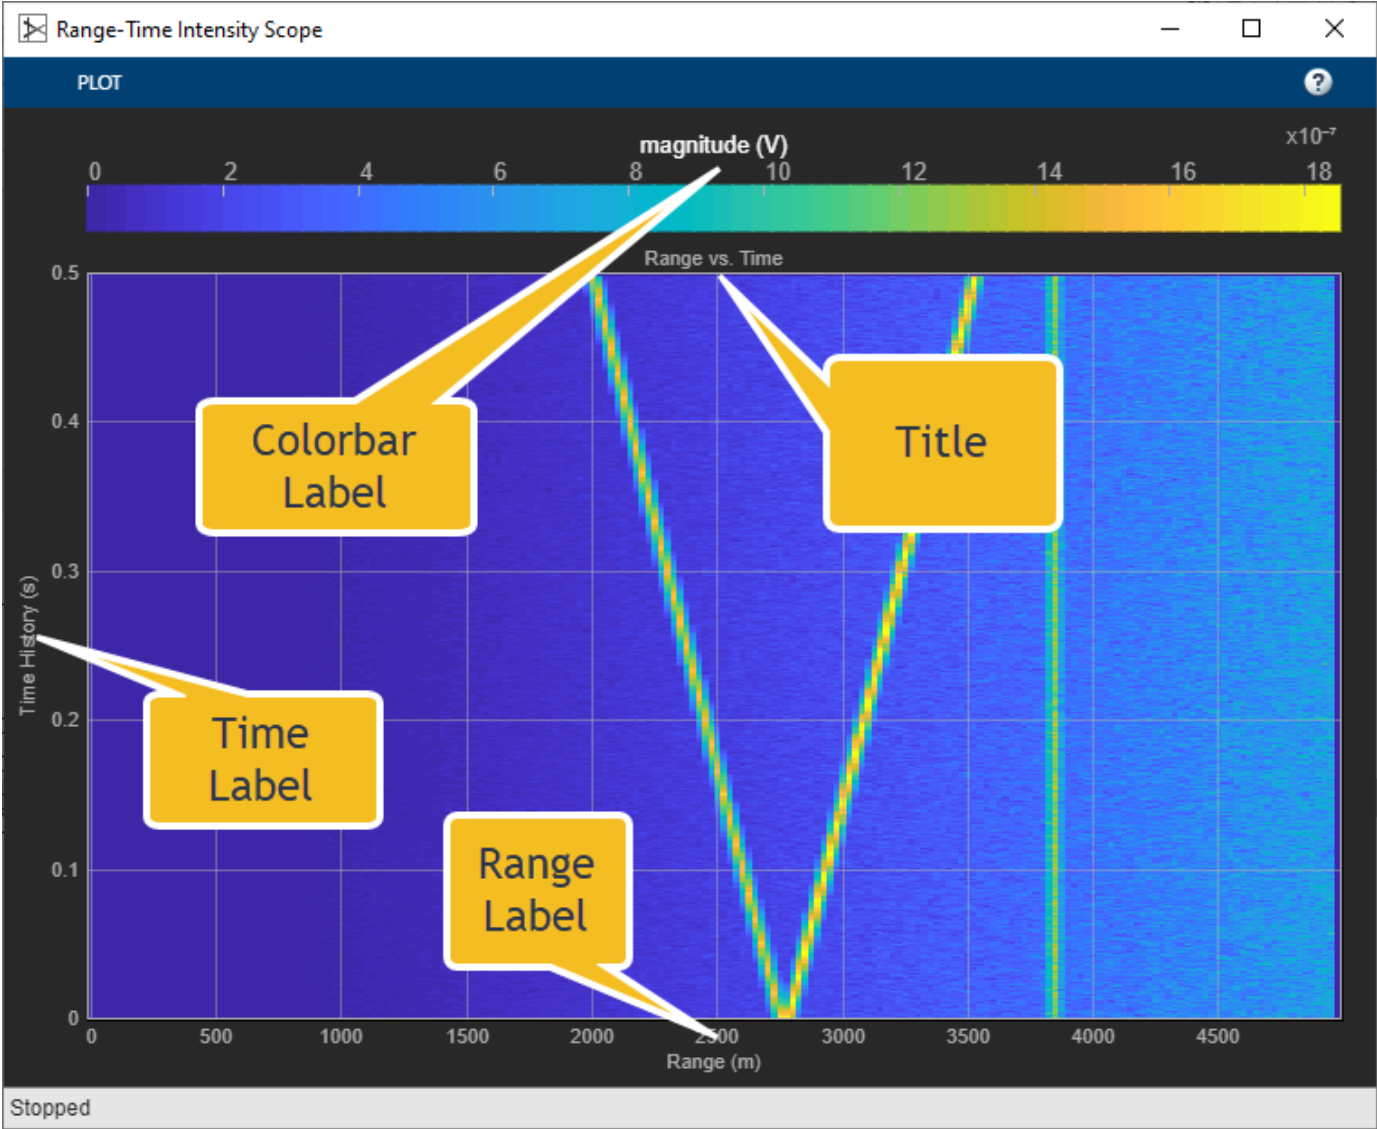 Range-Time Intensity Scope
PLOT
?
magnitude (V)
x10⁻⁷
0 2 4 6 8 10 12 14 16 18
Range vs. Time
0.5
0.4
0.3
0.2
0.1
0
Time History (s)
Colorbar
Label
Title
Time
Label
Range
Label
0 500 1000 1500 2000 2500 3000 3500 4000 4500
Range (m)
Stopped